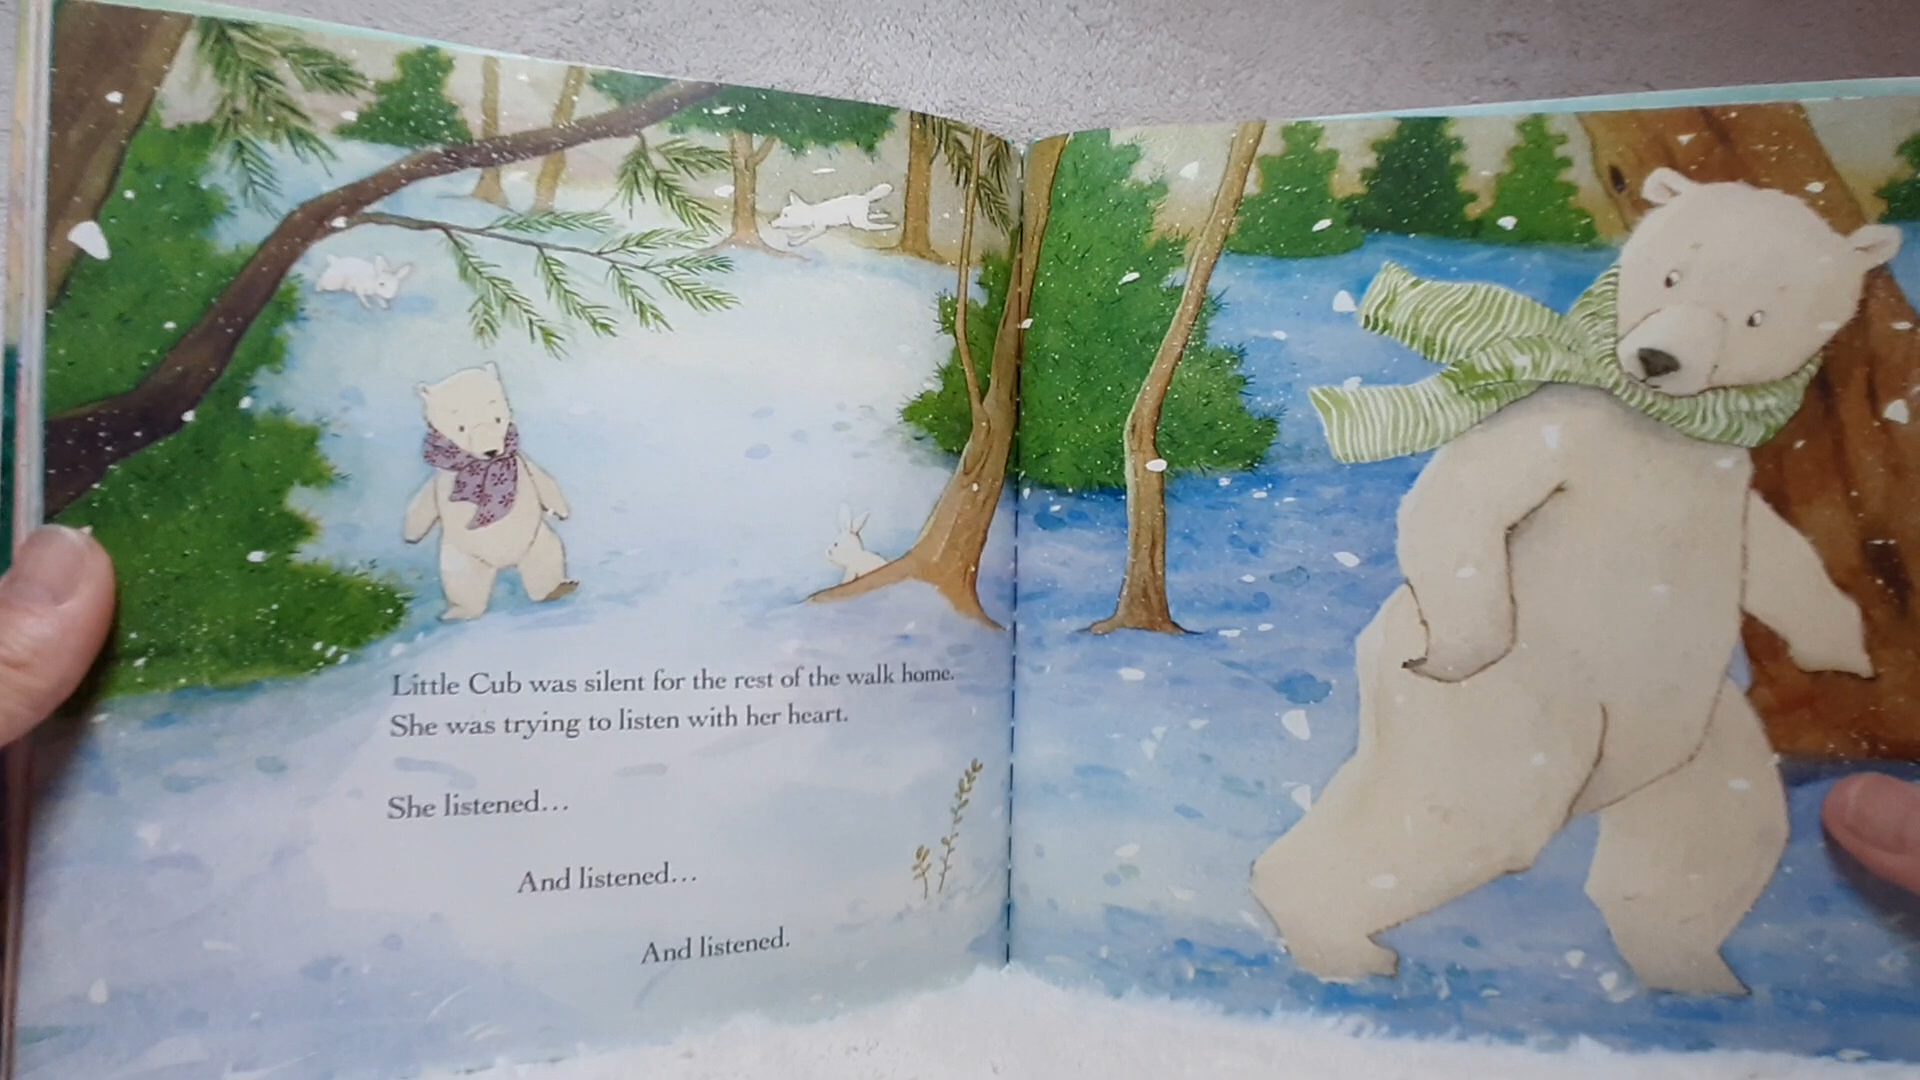 Little Cub was silent for the rest of the walk home.
She was trying to listen with her heart.
She listened...
And listened...
And listened.